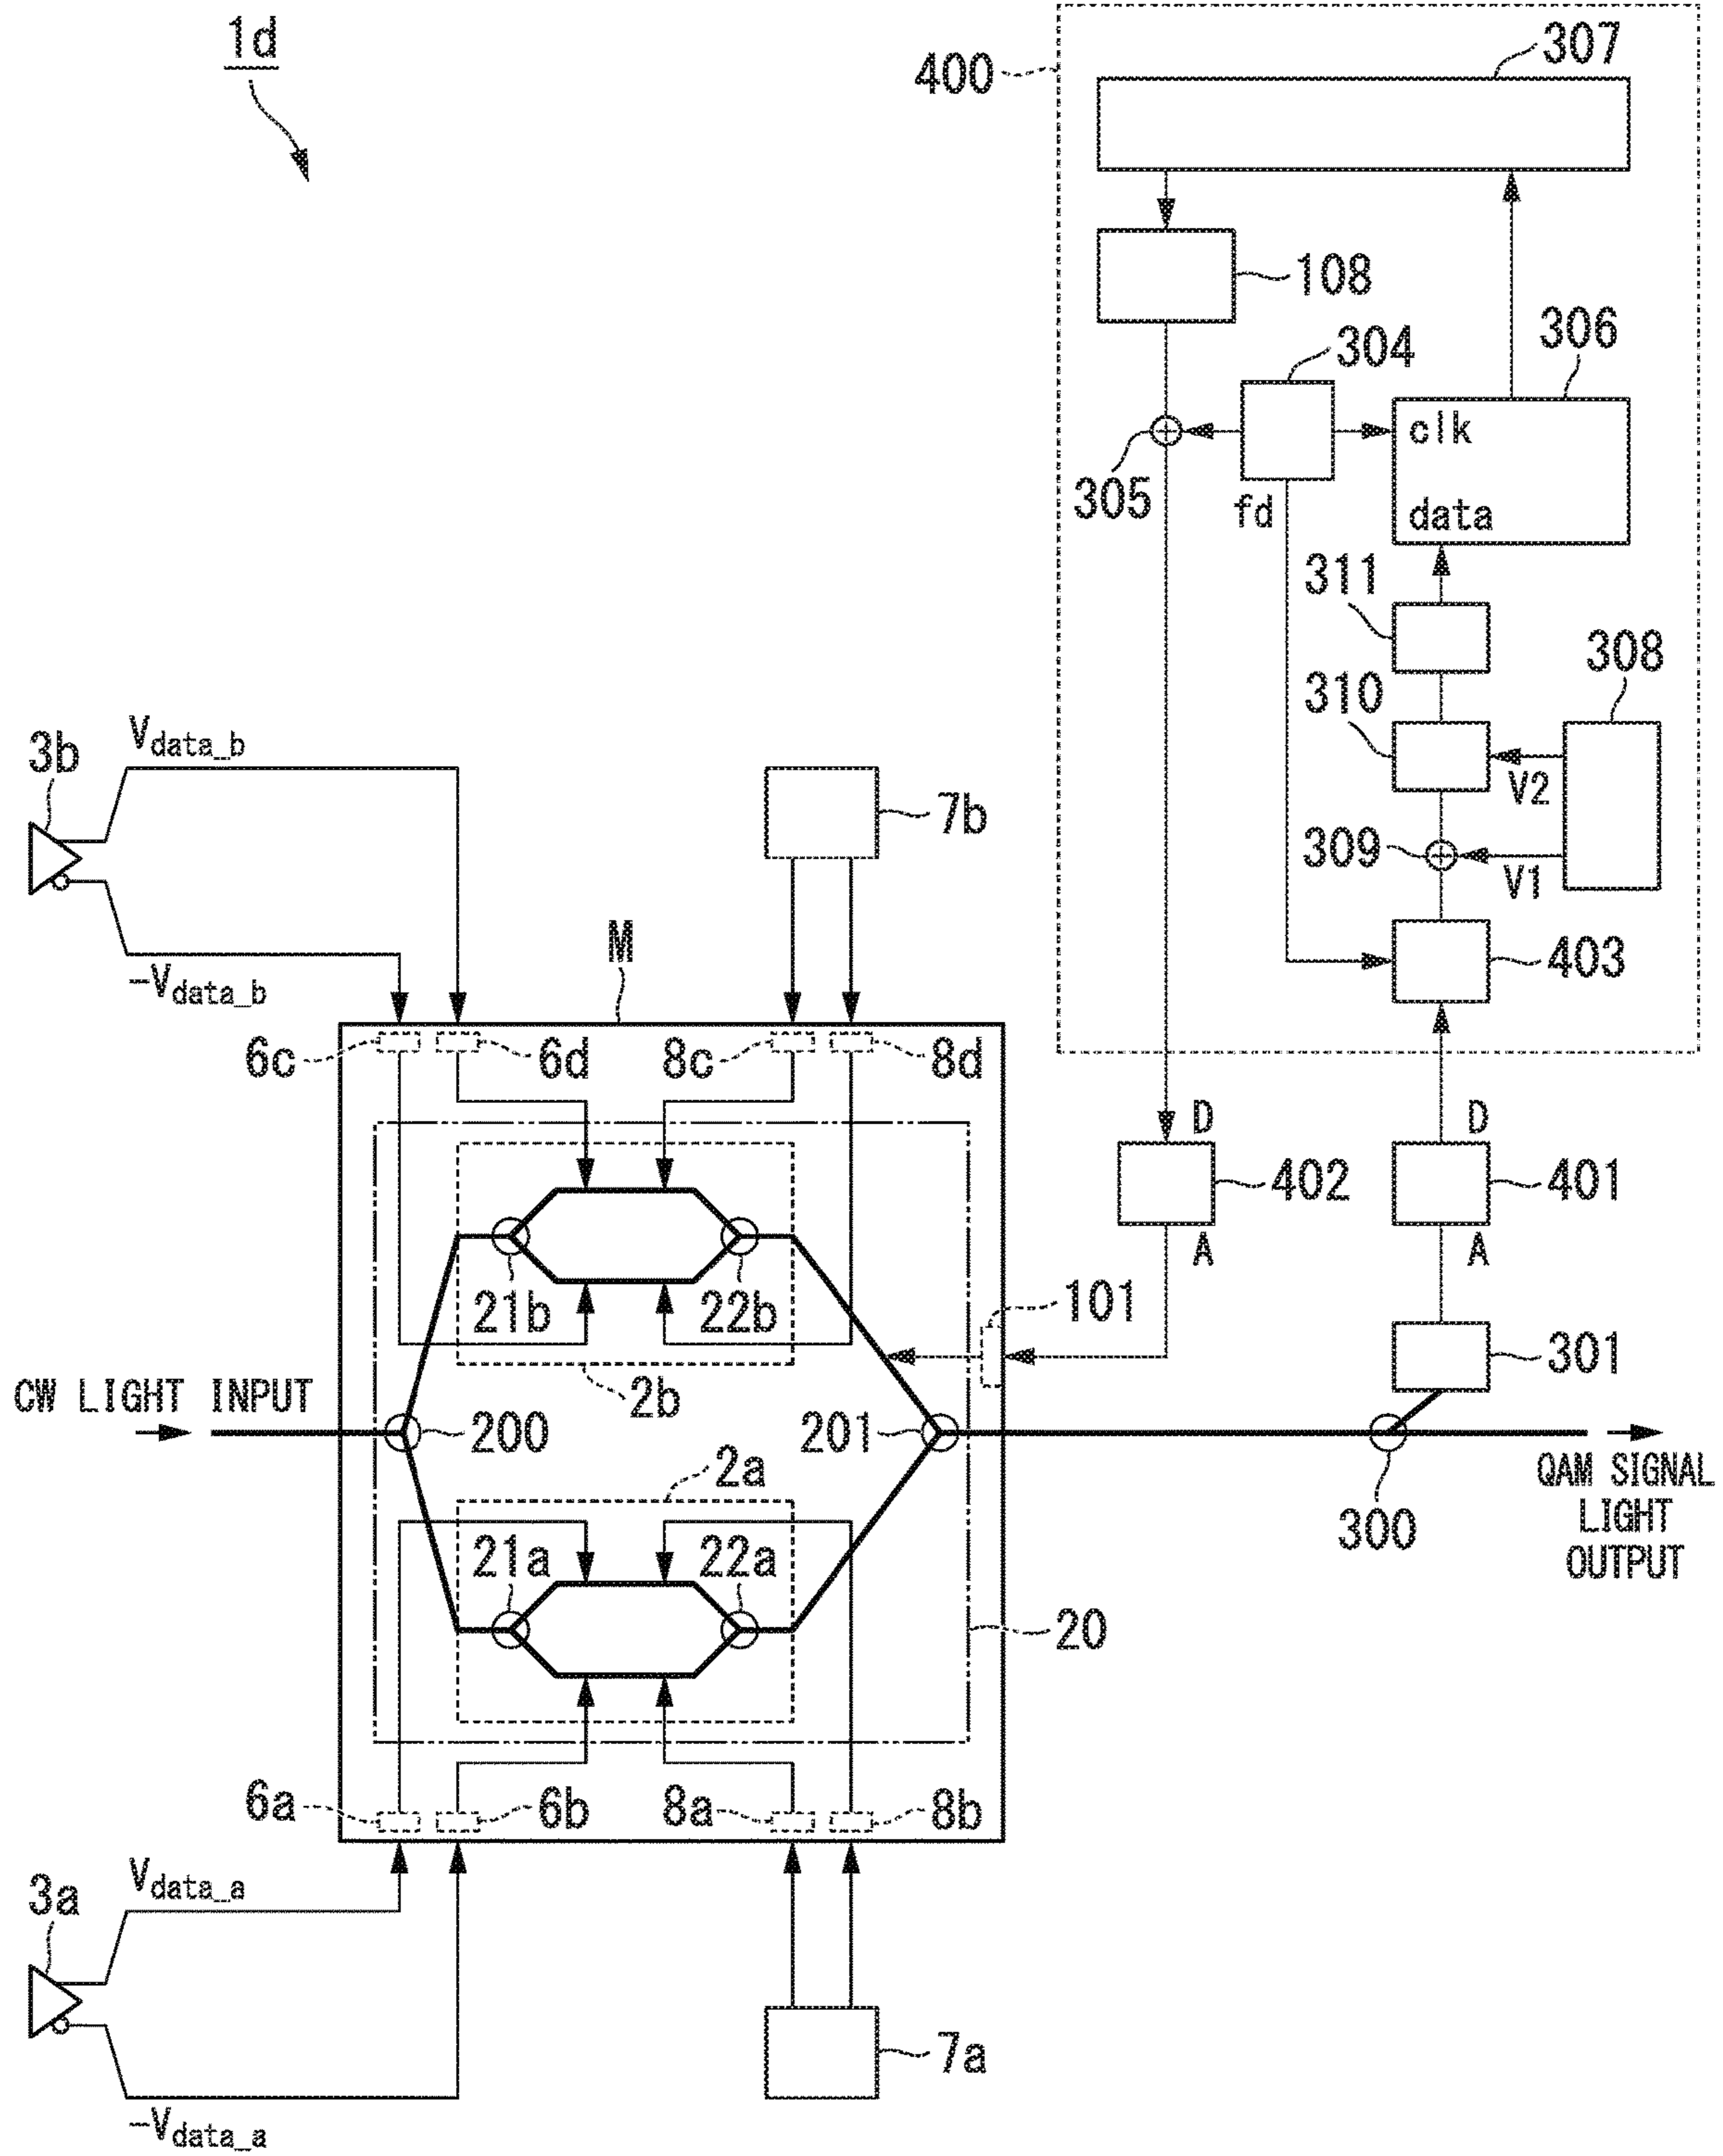 1d
400
307
108
304
306
clk
305
fd
data
311
308
310
V2
309
V1
403
3b
Vdata_b
7b
-Vdata_b
M
6c
6d
8c
8d
D
D
402
401
A
A
21b
22b
101
301
2b
CW LIGHT INPUT
200
201
2a
300
QAM SIGNAL
LIGHT
OUTPUT
21a
22a
20
6a
6b
8a
8b
3a
Vdata_a
7a
-Vdata_a